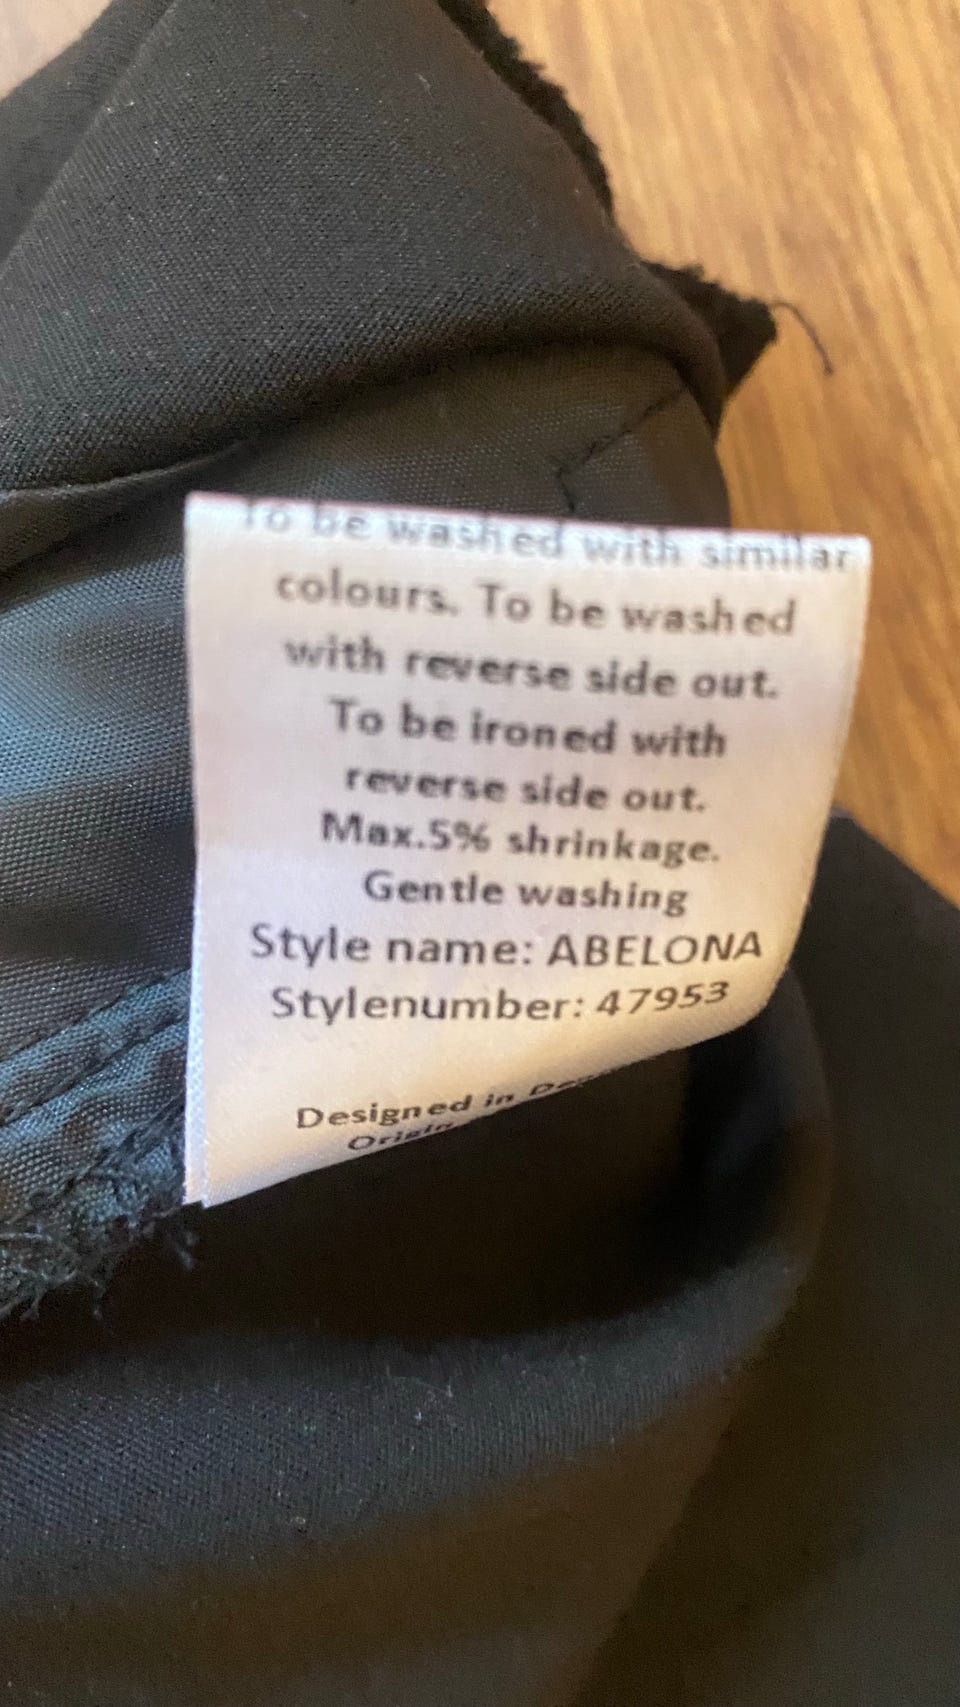 To be washed with similar
colours. To be washed
with reverse side out.
To be ironed with
reverse side out.
Max.5% shrinkage.
Gentle washing
Style name: ABELONA
Stylenumber: 47953
Designed in
Origin